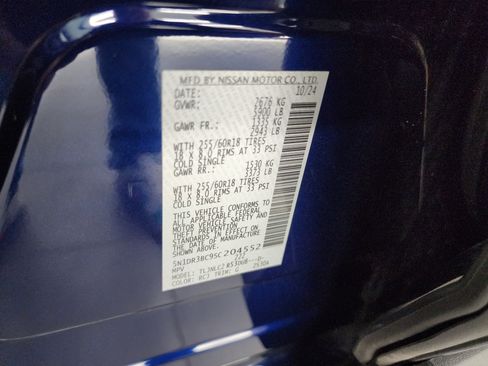 MFD BY NISSAN MOTOR CO., LTD.
DATE: 10/24
GVWR: 2676 KG
5900 LB
GAWR FR.: 1335 KG
2943 LB
WITH 255/60R18 TIRES
18 X 8.0 RIMS AT 33 PSI
COLD SINGLE
GAWR RR.: 1530 KG
3373 LB
WITH 255/60R18 TIRES
18 X 8.0 RIMS AT 33 PSI
COLD SINGLE
THIS VEHICLE CONFORMS TO
ALL APPLICABLE FEDERAL
MOTOR VEHICLE SAFETY AND
THEFT PREVENTION STANDARDS
IN EFFECT ON THE DATE OF
MANUFACTURE SHOWN ABOVE.
5N1DR3BC9SC204552
MPV
COLOR: TRIM: G